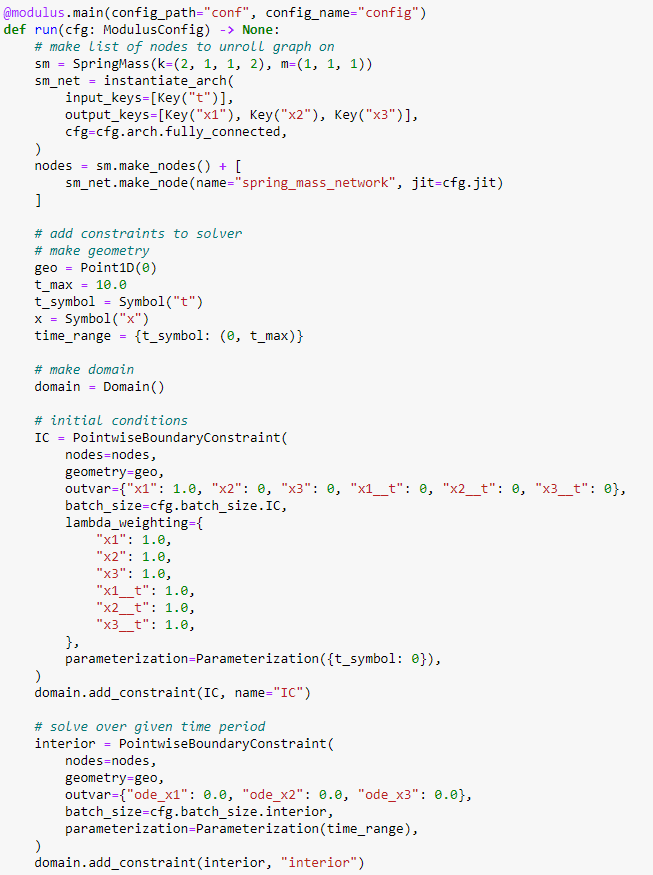 @modulus.main(config_path="conf", config_name="config")
def run(cfg: ModulusConfig) -> None:
    # make list of nodes to unroll graph on
    sm = SpringMass(k=(2, 1, 1, 2), m=(1, 1, 1))
    sm_net = instantiate_arch(
        input_keys=[Key("t")],
        output_keys=[Key("x1"), Key("x2"), Key("x3")],
        cfg=cfg.arch.fully_connected,
    )
    nodes = sm.make_nodes() + [
        sm_net.make_node(name="spring_mass_network", jit=cfg.jit)
    ]

    # add constraints to solver
    # make geometry
    geo = Point1D(0)
    t_max = 10.0
    t_symbol = Symbol("t")
    x = Symbol("x")
    time_range = {t_symbol: (0, t_max)}

    # make domain
    domain = Domain()

    # initial conditions
    IC = PointwiseBoundaryConstraint(
        nodes=nodes,
        geometry=geo,
        outvar={"x1": 1.0, "x2": 0, "x3": 0, "x1__t": 0, "x2__t": 0, "x3__t": 0},
        batch_size=cfg.batch_size.IC,
        lambda_weighting={
            "x1": 1.0,
            "x2": 1.0,
            "x3": 1.0,
            "x1__t": 1.0,
            "x2__t": 1.0,
            "x3__t": 1.0,
        },
        parameterization=Parameterization({t_symbol: 0}),
    )
    domain.add_constraint(IC, name="IC")

    # solve over given time period
    interior = PointwiseBoundaryConstraint(
        nodes=nodes,
        geometry=geo,
        outvar={"ode_x1": 0.0, "ode_x2": 0.0, "ode_x3": 0.0},
        batch_size=cfg.batch_size.interior,
        parameterization=Parameterization(time_range),
    )
    domain.add_constraint(interior, "interior")